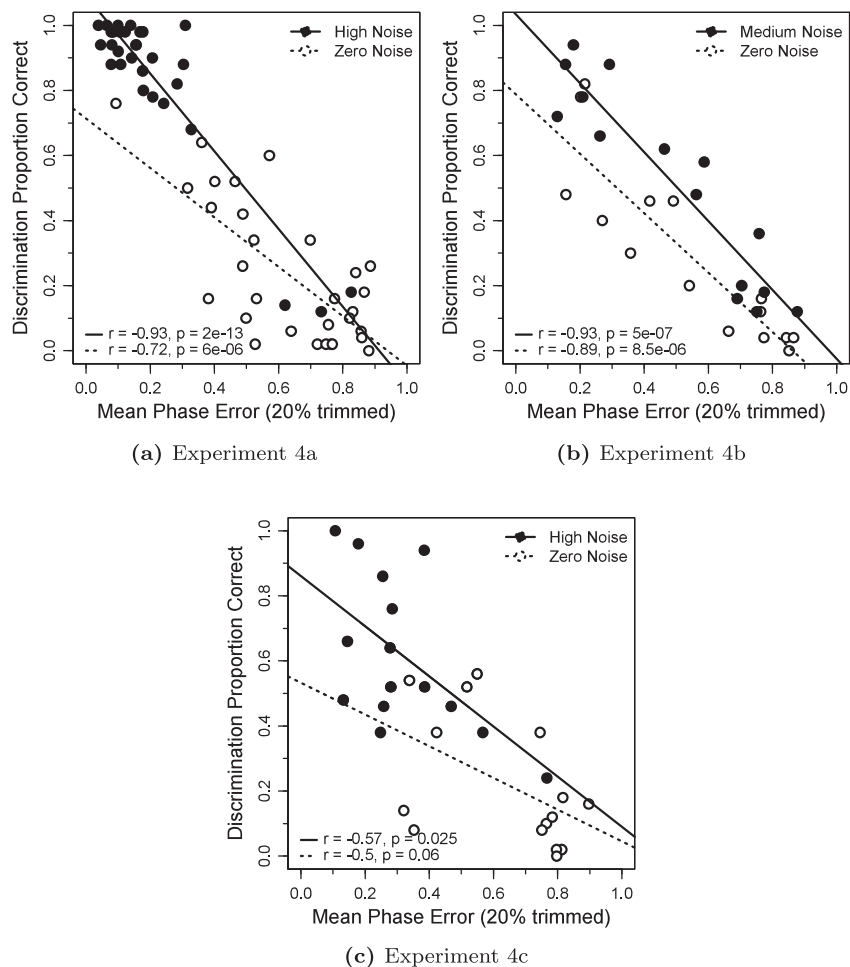 High Noise
Zero Noise
Discrimination Proportion Correct
1.0
0.8
0.6
0.4
0.2
0.0
r = -0.93, p = 2e-13
r = -0.72, p = 6e-06
0.0 0.2 0.4 0.6 0.8 1.0
Mean Phase Error (20% trimmed)
(a) Experiment 4a
Medium Noise
Zero Noise
Discrimination Proportion Correct
1.0
0.8
0.6
0.4
0.2
0.0
r = -0.93, p = 5e-07
r = -0.89, p = 8.5e-06
0.0 0.2 0.4 0.6 0.8 1.0
Mean Phase Error (20% trimmed)
(b) Experiment 4b
High Noise
Zero Noise
Discrimination Proportion Correct
1.0
0.8
0.6
0.4
0.2
0.0
r = -0.57, p = 0.025
r = -0.5, p = 0.06
0.0 0.2 0.4 0.6 0.8 1.0
Mean Phase Error (20% trimmed)
(c) Experiment 4c